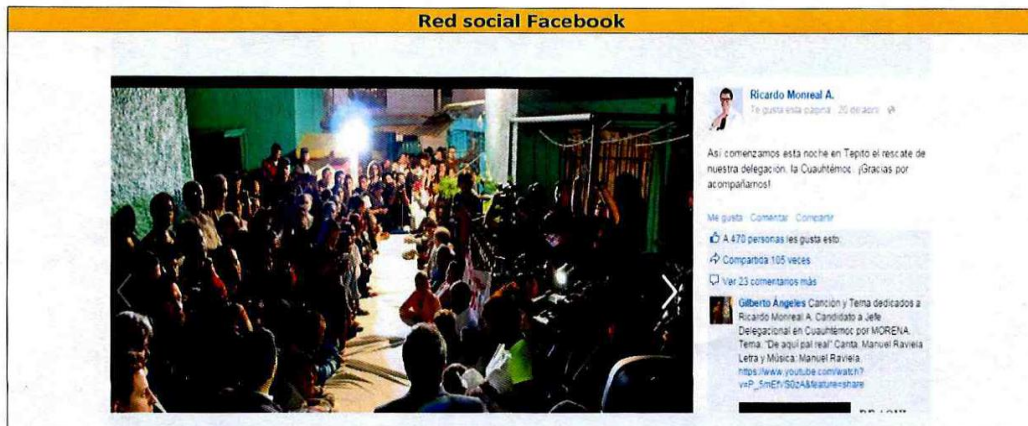 Red social Facebook
Ricardo Monreal A.
Te gusta esta página · 20 de abril ·
Así comenzamos esta noche en Tepito el rescate de
nuestra delegación, la Cuauhtémoc. ¡Gracias por
acompañarnos!
Me gusta · Comentar · Compartir
A 470 personas les gusta esto.
Compartida 105 veces
Ver 23 comentarios más
Gilberto Angeles Canción y Tema dedicados a
Ricardo Monreal A. Candidato a Jefe
Delegacional en Cuauhtémoc por MORENA.
Tema. "De aquí pal real" Canta. Manuel Raviela
Letra y Música: Manuel Raviela.
https://www.youtube.com/watch?